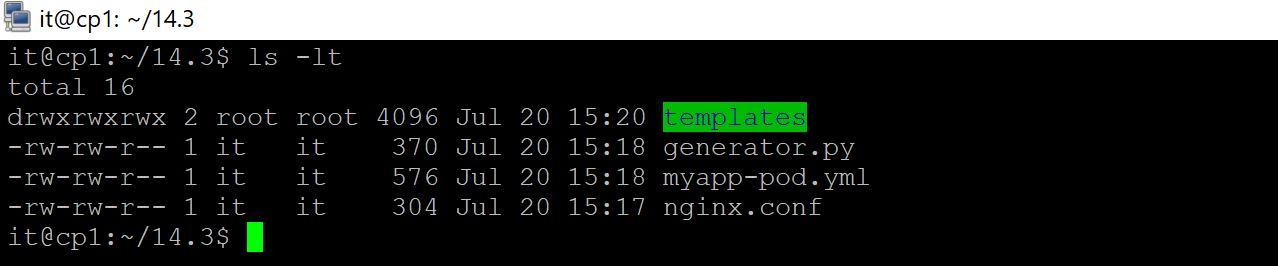 it@cp1: ~/14.3
it@cp1:~/14.3$ ls -lt
total 16
drwxrwxrwx 2 root root 4096 Jul 20 15:20 templates
-rw-rw-r-- 1 it   it    370 Jul 20 15:18 generator.py
-rw-rw-r-- 1 it   it    576 Jul 20 15:18 myapp-pod.yml
-rw-rw-r-- 1 it   it    304 Jul 20 15:17 nginx.conf
it@cp1:~/14.3$